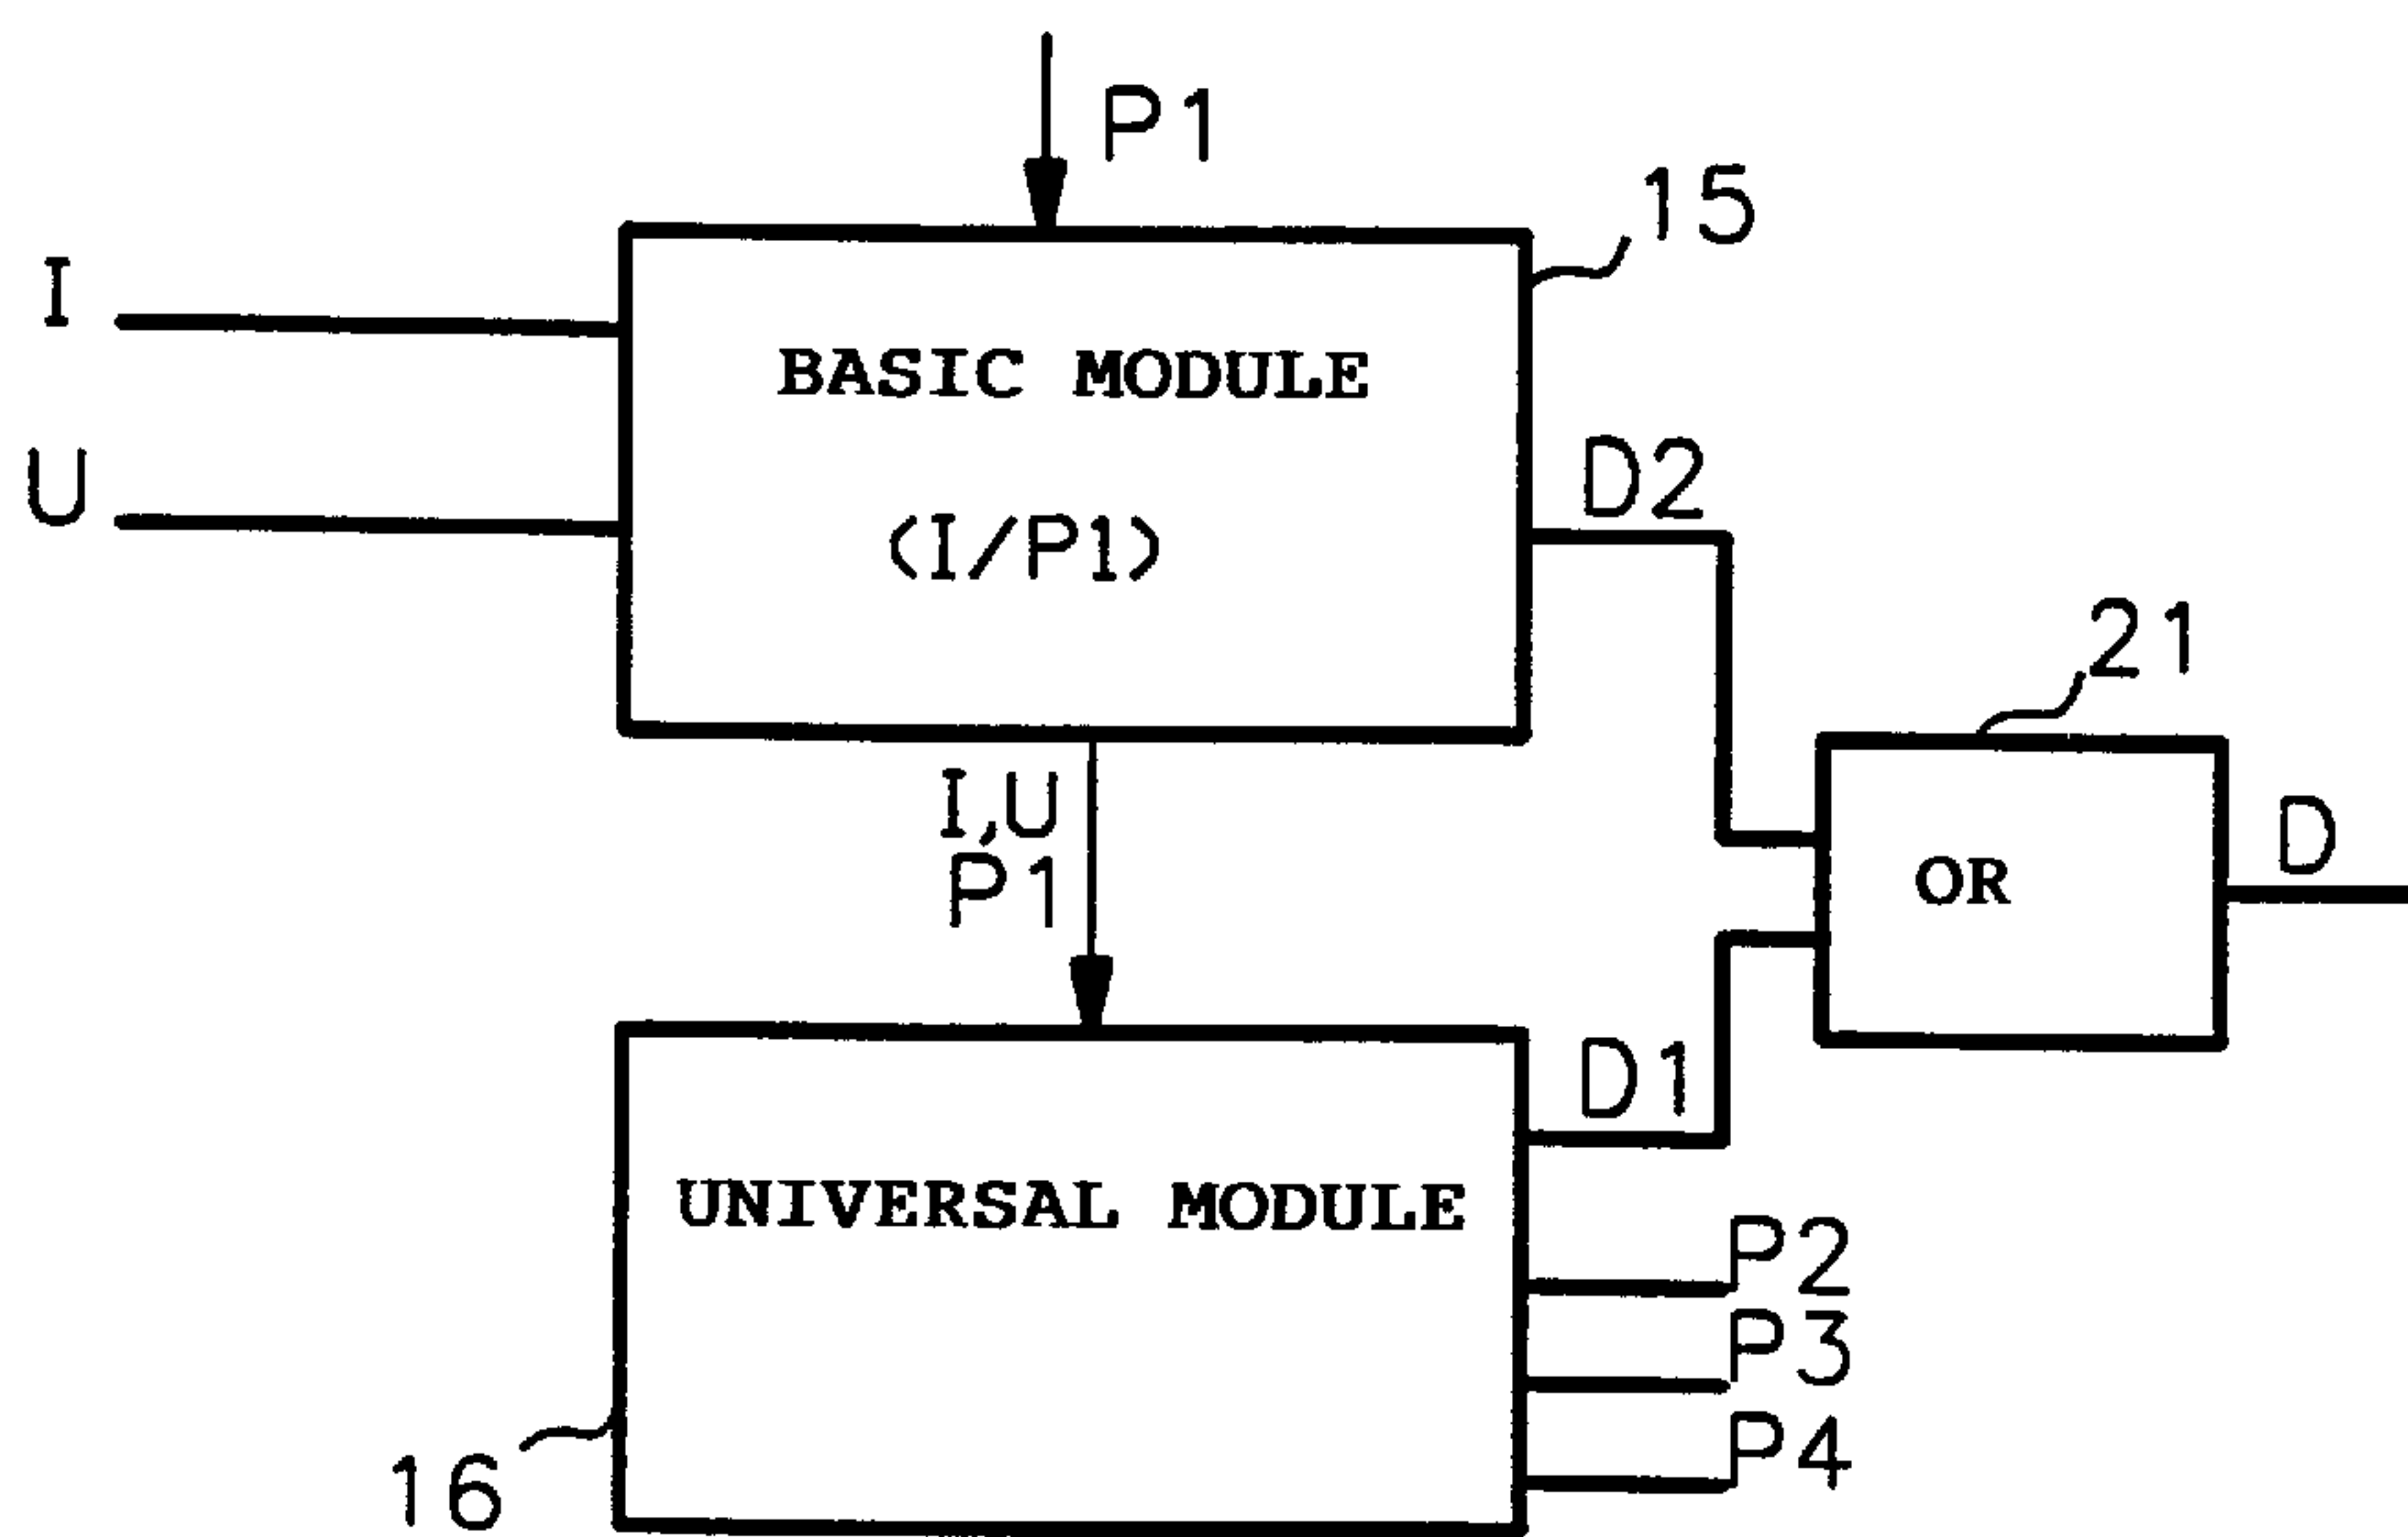 P1
15
I
BASIC MODULE
U
D2
(I/P1)
21
I,U
P1
D
OR
D1
UNIVERSAL MODULE
P2
P3
P4
16